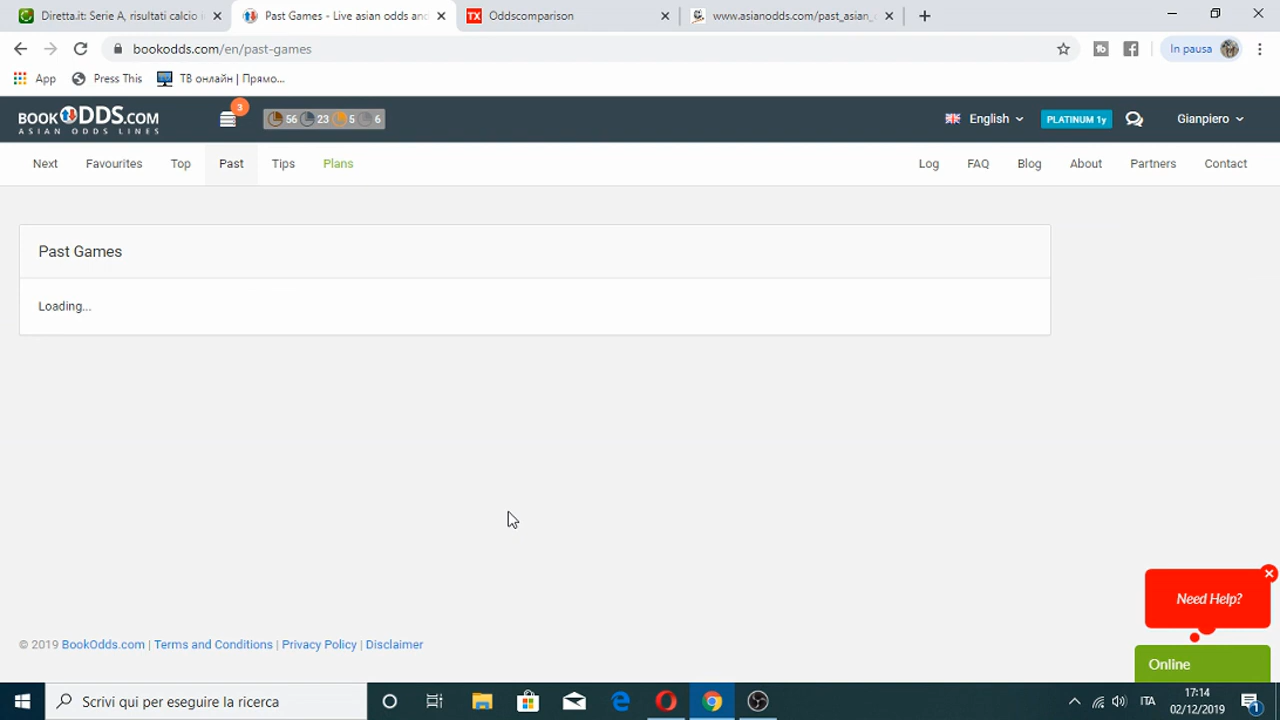 Diretta.it: Serie A, risultati calcio
Past Games - Live asian odds and
TX Oddscomparison
www.asianodds.com/past_asian_
bookodds.com/en/past-games
In pausa
App
Press This
ТВ онлайн | Прямо...
BOOKODDS.COM
ASIAN ODDS LINES
3
56 23 5 6
English
PLATINUM 1y
Gianpiero
Next Favourites Top Past Tips Plans
Log FAQ Blog About Partners Contact
Past Games
Loading...
Need Help?
© 2019 BookOdds.com | Terms and Conditions | Privacy Policy | Disclaimer
Online
Scrivi qui per eseguire la ricerca
ITA
17:14
02/12/2019
1